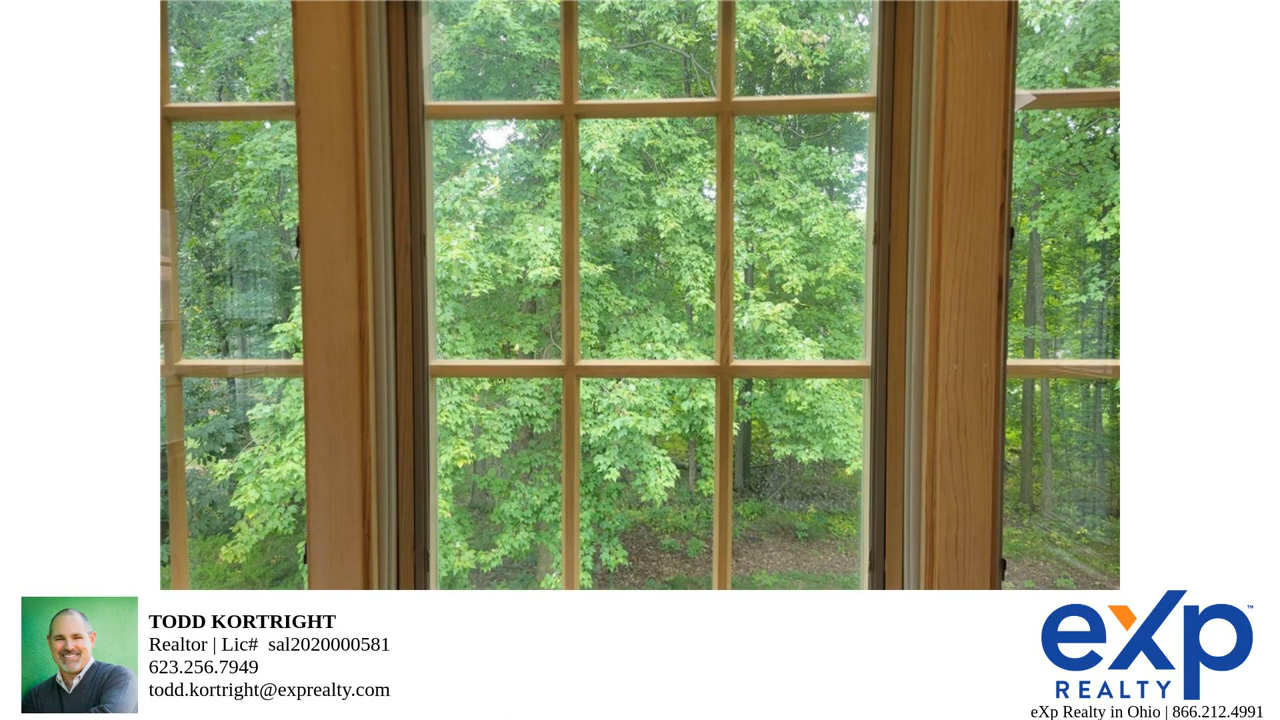 TODD KORTRIGHT
Realtor | Lic#  sal2020000581
623.256.7949
todd.kortright@exprealty.com
eXp
REALTY
™
eXp Realty in Ohio | 866.212.4991